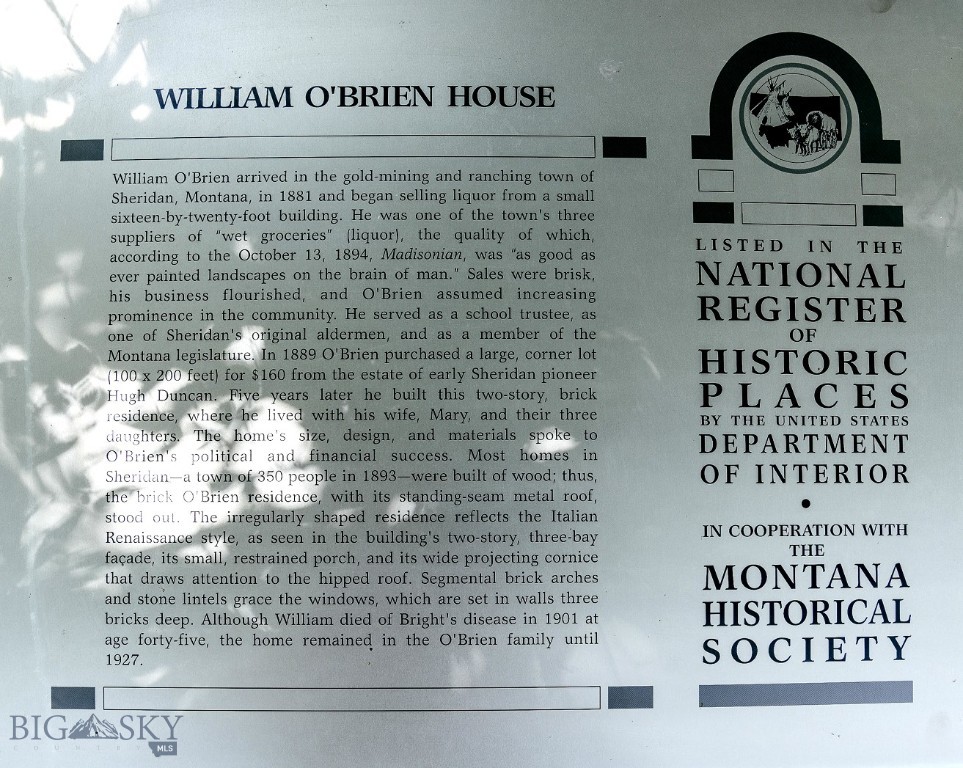 WILLIAM O'BRIEN HOUSE
William O'Brien arrived in the gold-mining and ranching town of
Sheridan, Montana, in 1881 and began selling liquor from a small
sixteen-by-twenty-foot building. He was one of the town's three
suppliers of "wet groceries" (liquor), the quality of which,
according to the October 13, 1894, Madisonian, was "as good as
ever painted landscapes on the brain of man." Sales were brisk,
his business flourished, and O'Brien assumed increasing
prominence in the community. He served as a school trustee, as
one of Sheridan's original aldermen, and as a member of the
Montana legislature. In 1889 O'Brien purchased a large, corner lot
(100 x 200 feet) for $160 from the estate of early Sheridan pioneer
Hugh Duncan. Five years later he built this two-story, brick
residence, where he lived with his wife, Mary, and their three
daughters. The home's size, design, and materials spoke to
O'Brien's political and financial success. Most homes in
Sheridan—a town of 350 people in 1893—were built of wood; thus,
the brick O'Brien residence, with its standing-seam metal roof,
stood out. The irregularly shaped residence reflects the Italian
Renaissance style, as seen in the building's two-story, three-bay
façade, its small, restrained porch, and its wide projecting cornice
that draws attention to the hipped roof. Segmental brick arches
and stone lintels grace the windows, which are set in walls three
bricks deep. Although William died of Bright's disease in 1901 at
age forty-five, the home remained in the O'Brien family until
1927.
LISTED IN THE
NATIONAL
REGISTER
OF
HISTORIC
PLACES
BY THE UNITED STATES
DEPARTMENT
OF INTERIOR
•
IN COOPERATION WITH
THE
MONTANA
HISTORICAL
SOCIETY
BIG SKY
COUNTRY
MLS